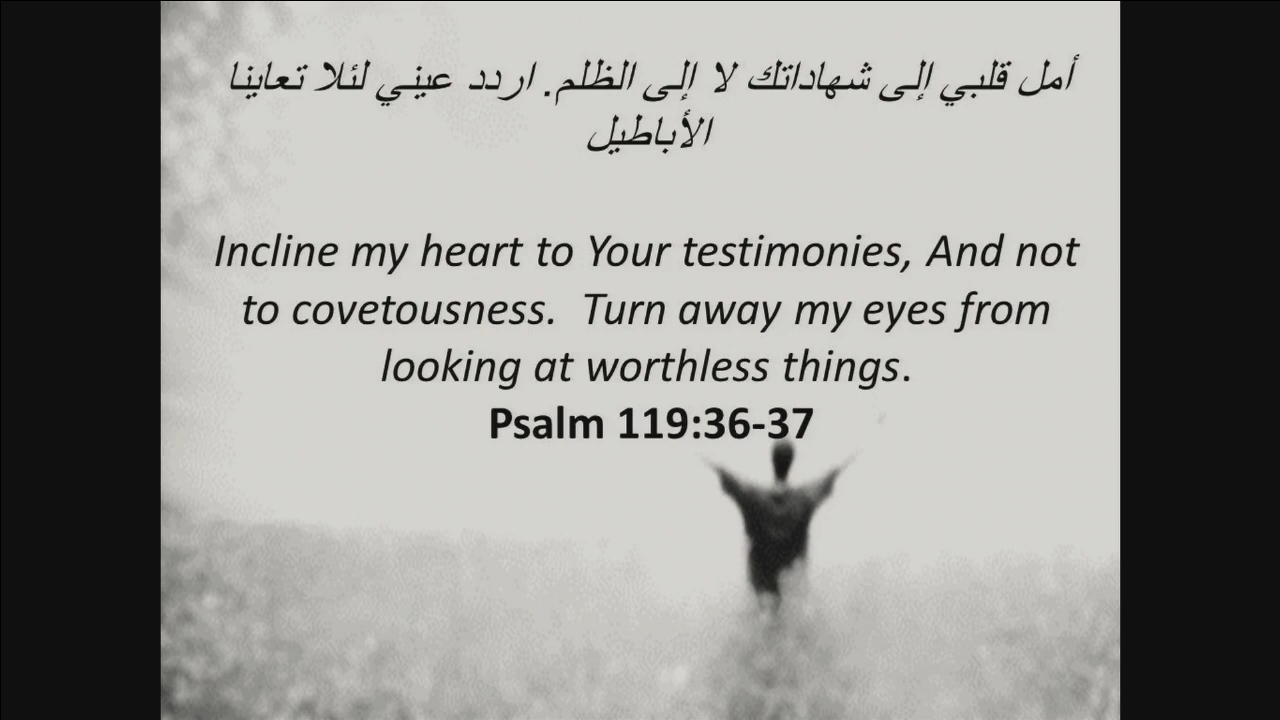 أمل قلبي إلى شهاداتك لا إلى الظلم. اردد عيني لئلا تعاينا
الأباطيل
Incline my heart to Your testimonies, And not
to covetousness.  Turn away my eyes from
looking at worthless things.
Psalm 119:36-37